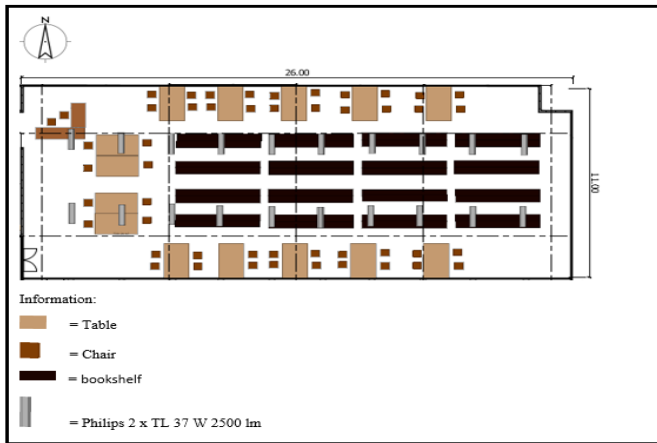 N
26.00
11.00
Information:
= Table
= Chair
= bookshelf
= Philips 2 x TL 37 W 2500 lm